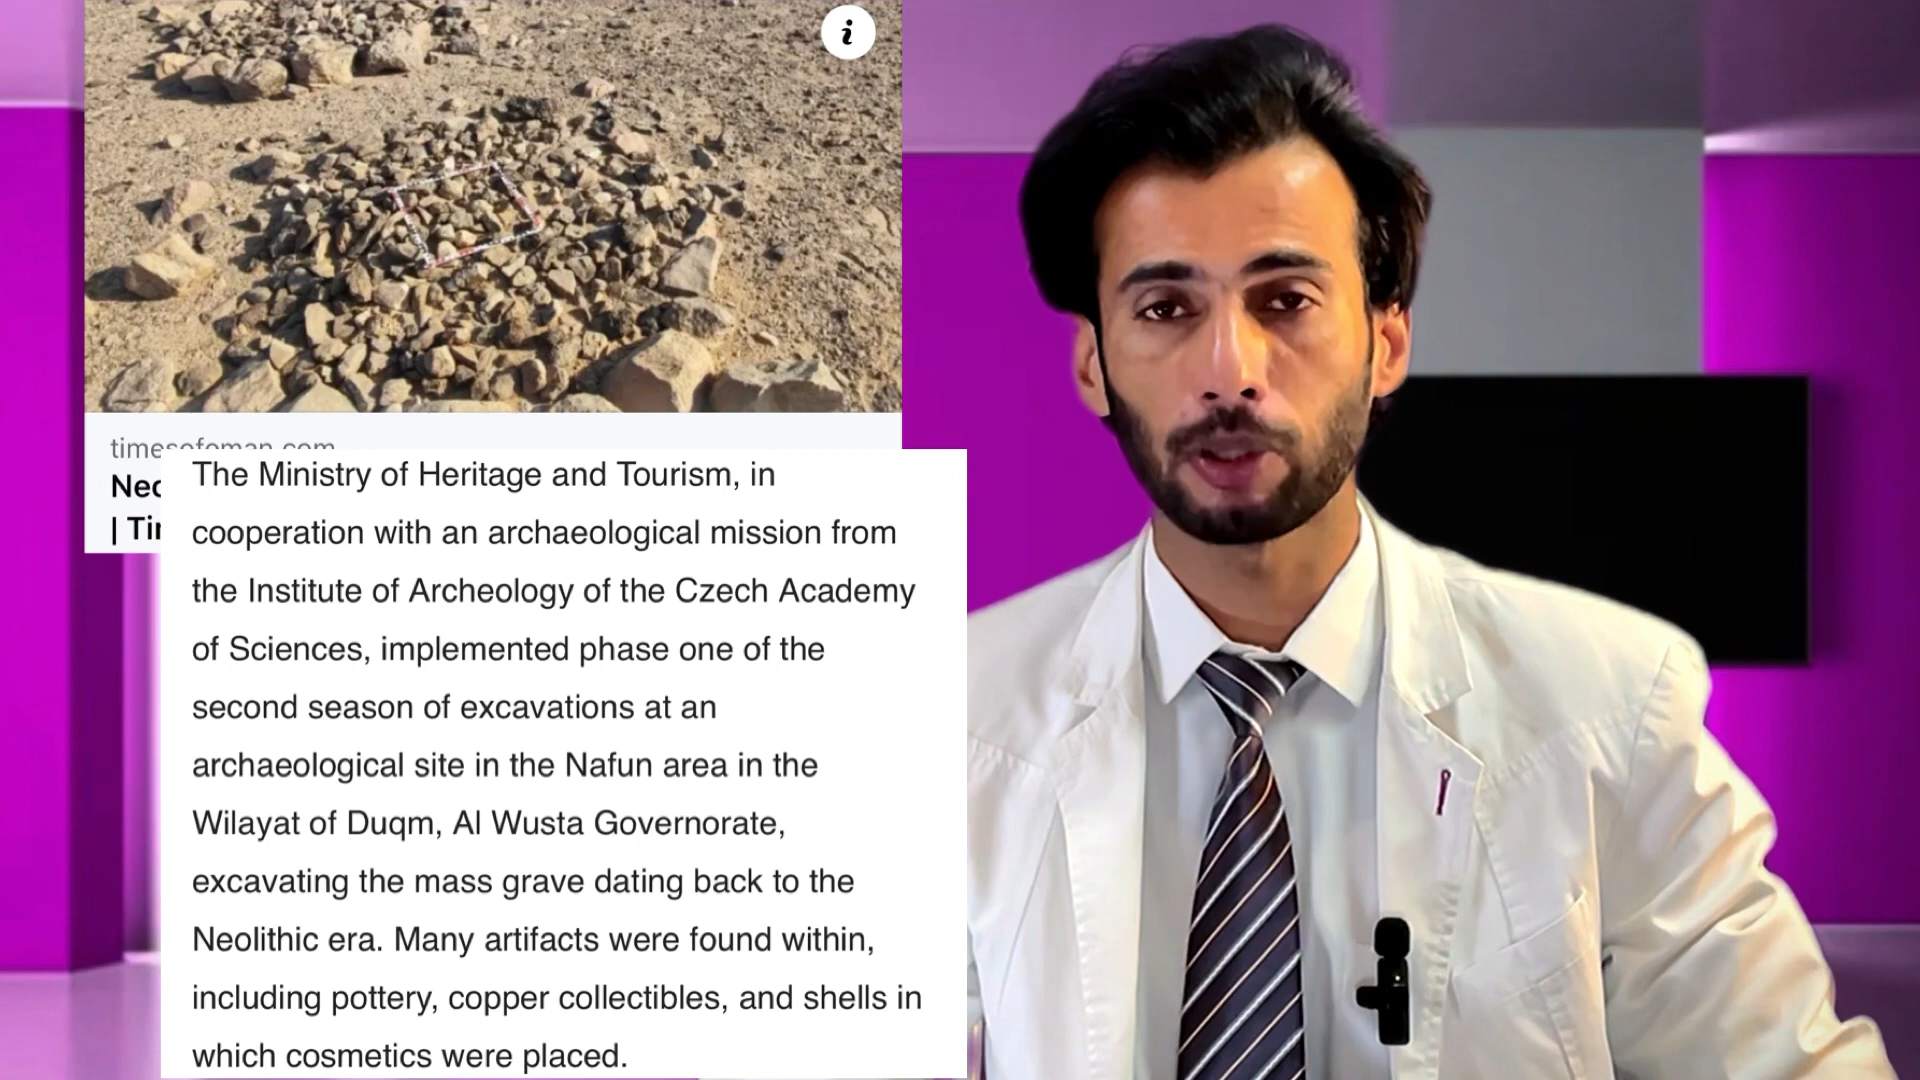 i
timesofoman.com
| Ti
The Ministry of Heritage and Tourism, in
cooperation with an archaeological mission from
the Institute of Archeology of the Czech Academy
of Sciences, implemented phase one of the
second season of excavations at an
archaeological site in the Nafun area in the
Wilayat of Duqm, Al Wusta Governorate,
excavating the mass grave dating back to the
Neolithic era. Many artifacts were found within,
including pottery, copper collectibles, and shells in
which cosmetics were placed.